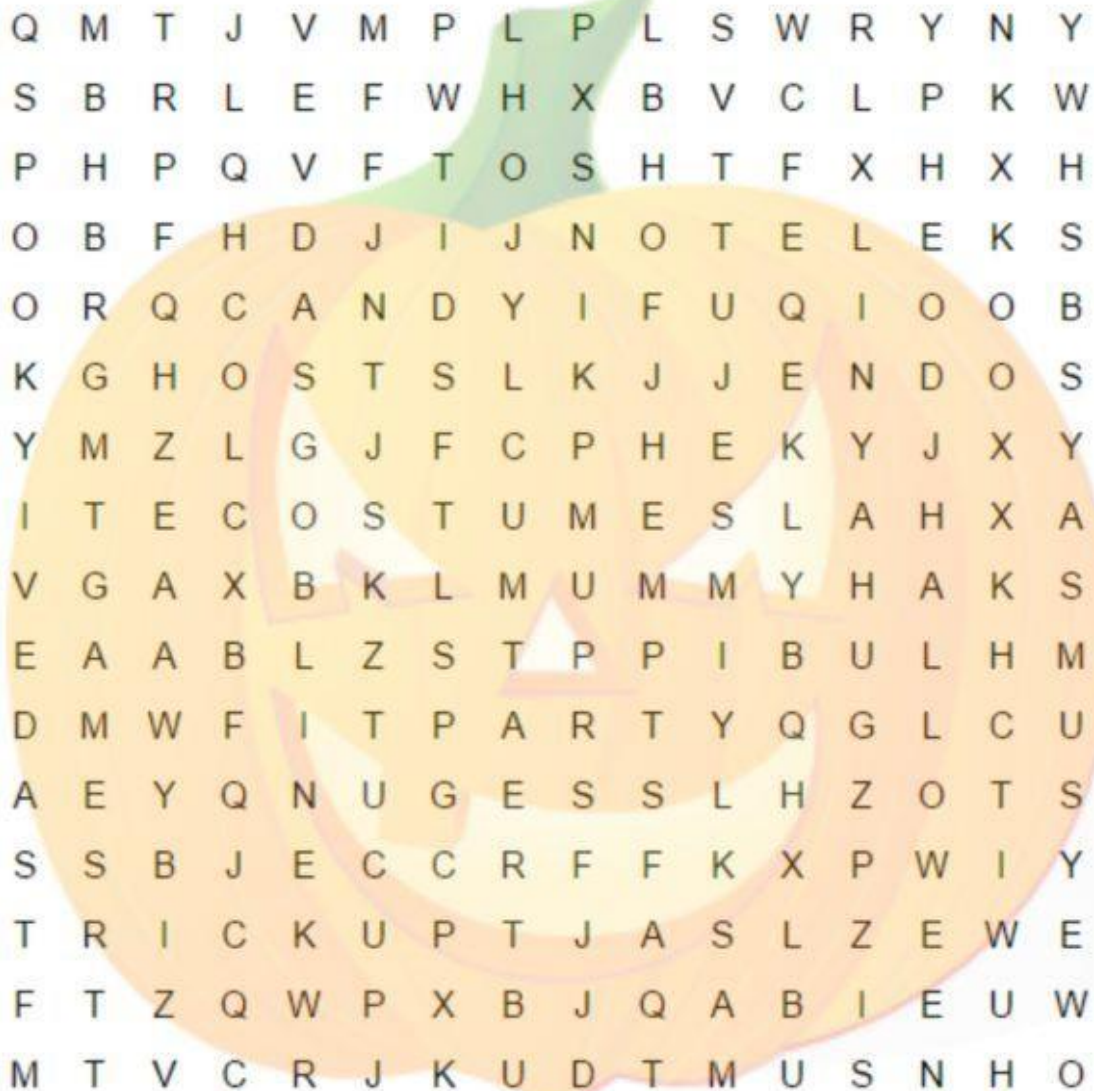 Q M T J V M P L P L S W R Y N Y
S B R L E F W H X B V C L P K W
P H P Q V F T O S H T F X H X H
O B F H D J I J N O T E L E K S
O R Q C A N D Y I F U Q I O O B
K G H O S T S L K J J E N D O S
Y M Z L G J F C P H E K Y J X Y
I T E C O S T U M E S L A H X A
V G A X B K L M U M M Y H A K S
E A A B L Z S T P P I B U L H M
D M W F I T P A R T Y Q G L C U
A E Y Q N U G E S S L H Z O T S
S S B J E C C R F F K X P W I Y
T R I C K U P T J A S L Z E W E
F T Z Q W P X B J Q A B I E U W
M T V C R J K U D T M U S N H O